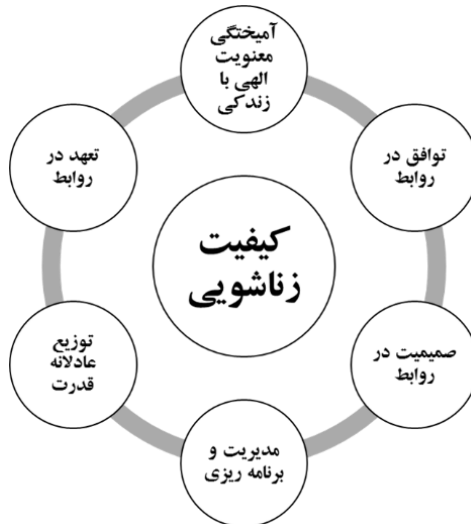 آمیختگی
معنویت
الهی با
زندگی
توافق در
روابط
صمیمیت در
روابط
مدیریت و
برنامه ریزی
توزیع
عادلانه
قدرت
تعهد در
روابط
کیفیت
زناشویی